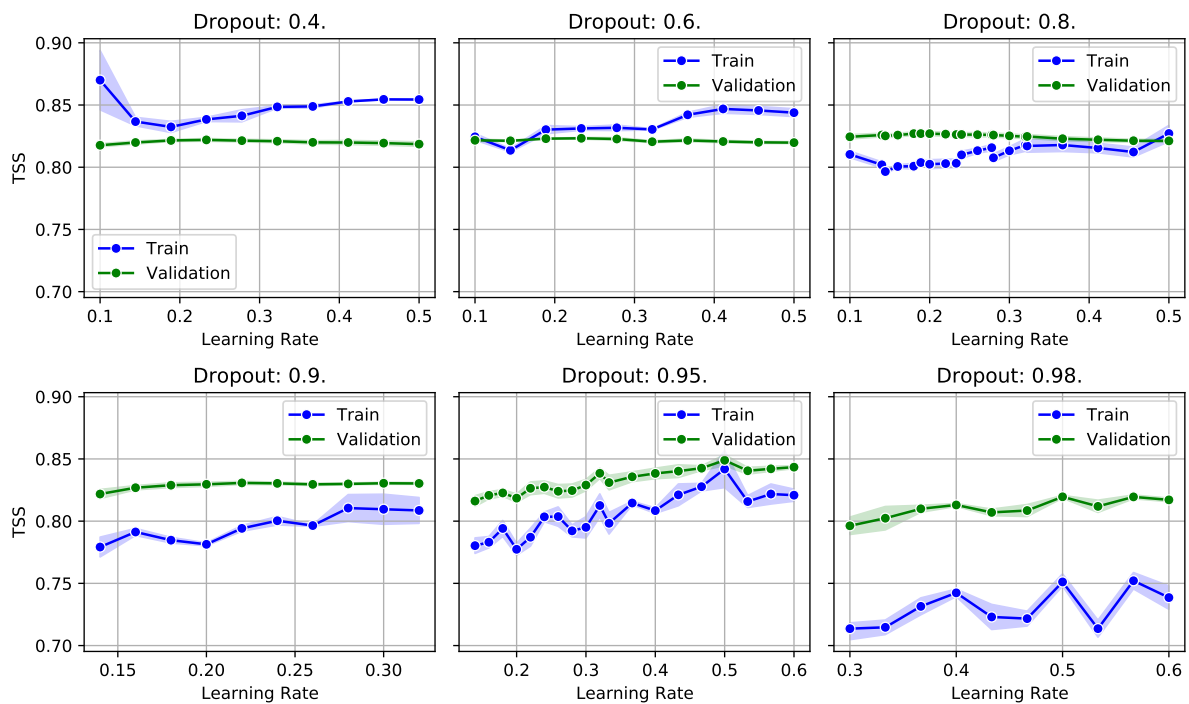 Dropout: 0.4.
TSS
0.90
0.85
0.80
0.75
0.70
Train
Validation
0.1 0.2 0.3 0.4 0.5
Learning Rate
Dropout: 0.6.
Train
Validation
0.1 0.2 0.3 0.4 0.5
Learning Rate
Dropout: 0.8.
Train
Validation
0.1 0.2 0.3 0.4 0.5
Learning Rate
Dropout: 0.9.
TSS
0.90
0.85
0.80
0.75
0.70
Train
Validation
0.15 0.20 0.25 0.30
Learning Rate
Dropout: 0.95.
Train
Validation
0.2 0.3 0.4 0.5 0.6
Learning Rate
Dropout: 0.98.
Train
Validation
0.3 0.4 0.5 0.6
Learning Rate